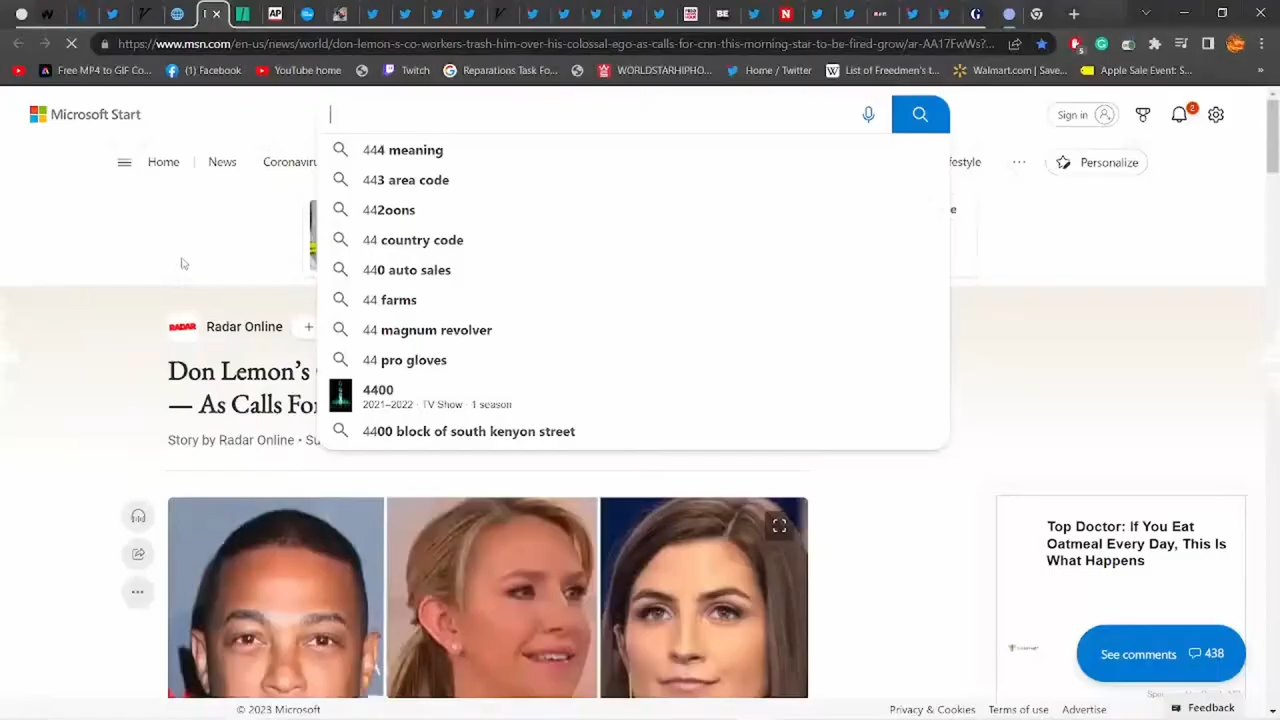 https://www.msn.com/en-us/news/world/don-lemon-s-co-workers-trash-him-over-his-colossal-ego-as-calls-for-cnn-this-morning-star-to-be-fired-grow/ar-AA17FwWs?...
Free MP4 to GIF Co...
(1) Facebook
YouTube home
Twitch
Reparations Task Fo...
WORLDSTARHIPHO...
Home / Twitter
List of Freedmen's t...
Walmart.com | Save...
Apple Sale Event: S...
Microsoft Start
Sign in
2
Home
News
Coronaviru
festyle
Personalize
444 meaning
443 area code
442oons
44 country code
440 auto sales
44 farms
44 magnum revolver
44 pro gloves
4400
2021–2022 · TV Show · 1 season
4400 block of south kenyon street
RADAR
Radar Online
Don Lemon's
— As Calls For
Story by Radar Online • Su
Top Doctor: If You Eat
Oatmeal Every Day, This Is
What Happens
See comments
438
© 2023 Microsoft
Privacy & Cookies
Terms of use
Advertise
Feedback